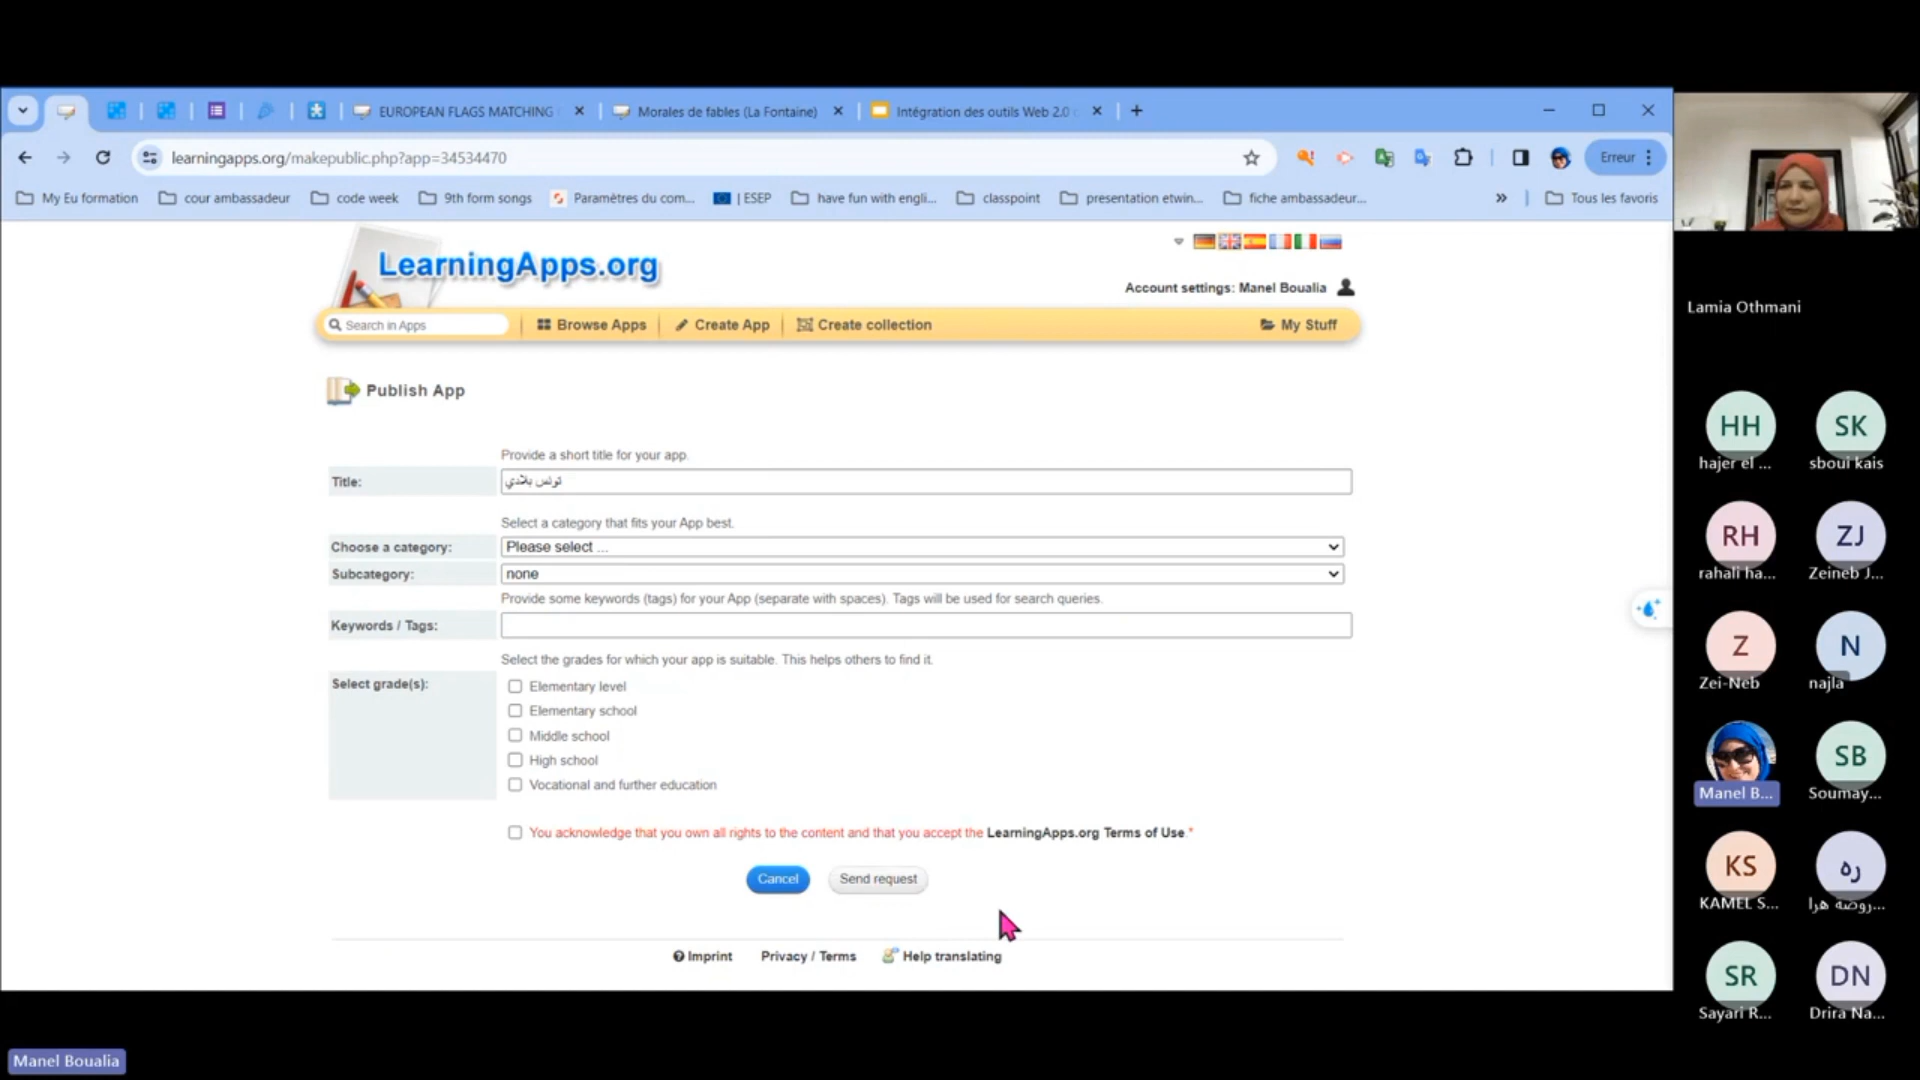 EUROPEAN FLAGS MATCHING
Morales de fables (La Fontaine)
Intégration des outils Web 2.0
learningapps.org/makepublic.php?app=34534470
Erreur
My Eu formation
cour ambassadeur
code week
9th form songs
Paramètres du com...
| ESEP
have fun with engli...
classpoint
presentation etwin...
fiche ambassadeur...
»
Tous les favoris
LearningApps.org
Account settings: Manel Boualia
Search in Apps
Browse Apps
Create App
Create collection
My Stuff
Publish App
Provide a short title for your app.
Title:
تونس بلادي
Select a category that fits your App best.
Choose a category:
Please select ...
Subcategory:
none
Provide some keywords (tags) for your App (separate with spaces). Tags will be used for search queries.
Keywords / Tags:
Select the grades for which your app is suitable. This helps others to find it.
Select grade(s):
Elementary level
Elementary school
Middle school
High school
Vocational and further education
You acknowledge that you own all rights to the content and that you accept the LearningApps.org Terms of Use.*
Cancel
Send request
Imprint
Privacy / Terms
Help translating
Lamia Othmani
HH
hajer el ...
SK
sboui kais
RH
rahali ha...
ZJ
Zeineb J...
Z
Zei-Neb
N
najla
Manel B...
SB
Soumay...
KS
KAMEL S...
ره
روضة هرا...
SR
Sayari R...
DN
Drira Na...
Manel Boualia